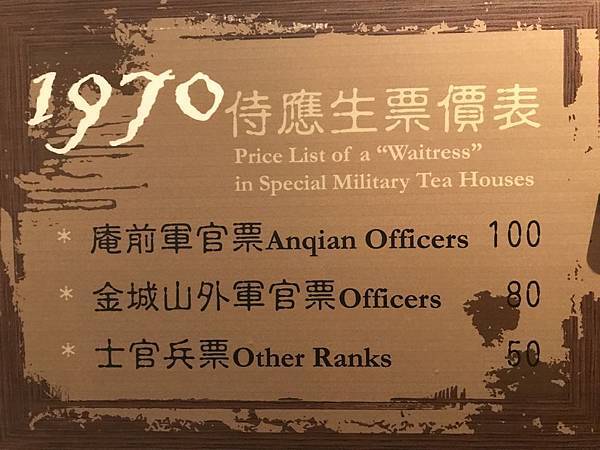 1970 侍應生票價表
Price List of a “Waitress”
in Special Military Tea Houses
* 庵前軍官票Anqian Officers 100
* 金城山外軍官票Officers 80
* 士官兵票Other Ranks 50